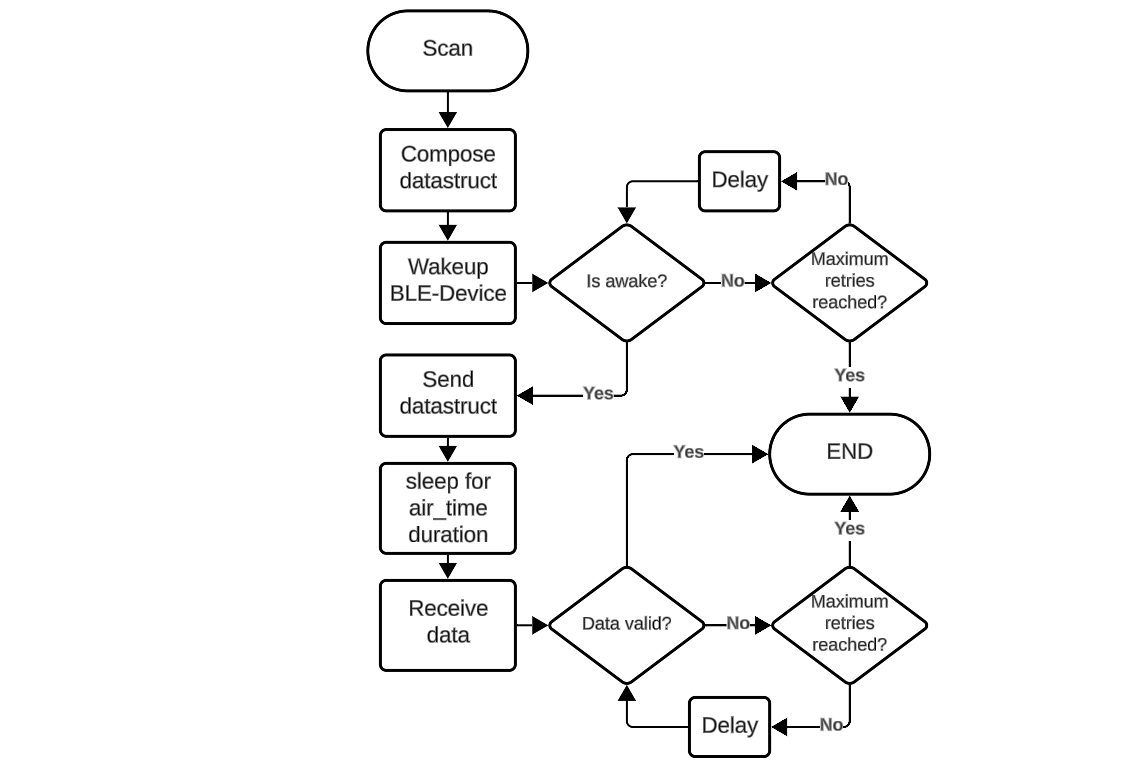 Scan
Compose
datastruct
Delay
No
Wakeup
BLE-Device
Is awake?
No
Maximum
retries
reached?
Send
datastruct
Yes
Yes
sleep for
air_time
duration
Yes
END
Yes
Receive
data
Data valid?
No
Maximum
retries
reached?
Delay
No